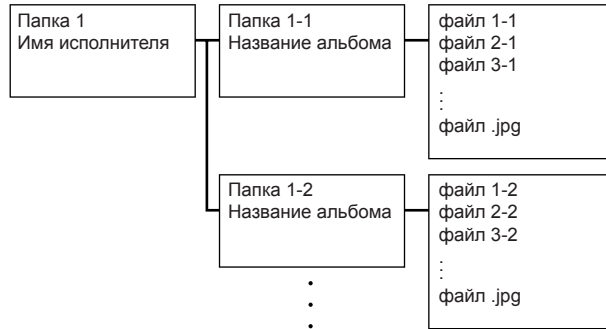 Папка 1
Имя исполнителя
Папка 1-1
Название альбома
файл 1-1
файл 2-1
файл 3-1
файл .jpg
Папка 1-2
Название альбома
файл 1-2
файл 2-2
файл 3-2
файл .jpg